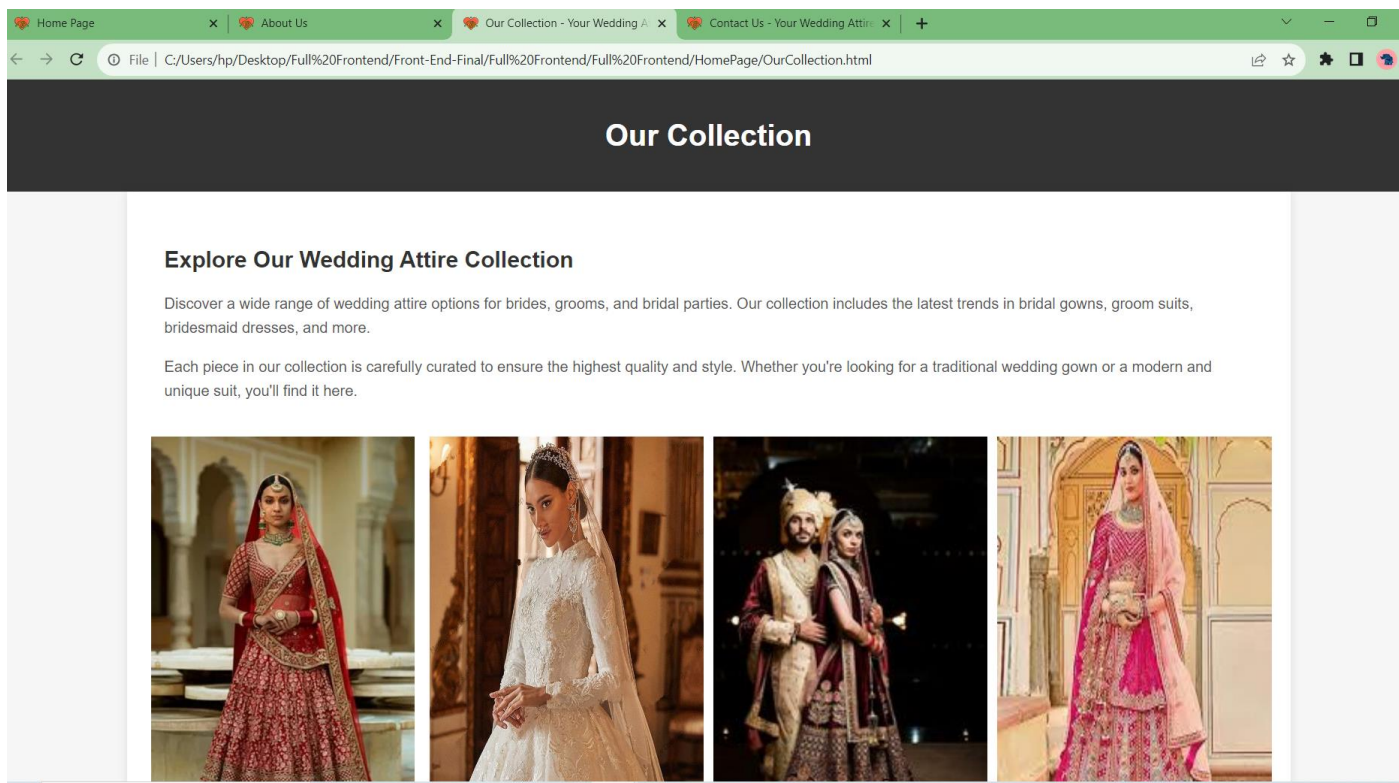 Home Page
About Us
Our Collection - Your Wedding A
Contact Us - Your Wedding Attire
File | C:/Users/hp/Desktop/Full%20Frontend/Front-End-Final/Full%20Frontend/Full%20Frontend/HomePage/OurCollection.html
Our Collection
Explore Our Wedding Attire Collection
Discover a wide range of wedding attire options for brides, grooms, and bridal parties. Our collection includes the latest trends in bridal gowns, groom suits,
bridesmaid dresses, and more.
Each piece in our collection is carefully curated to ensure the highest quality and style. Whether you're looking for a traditional wedding gown or a modern and
unique suit, you'll find it here.